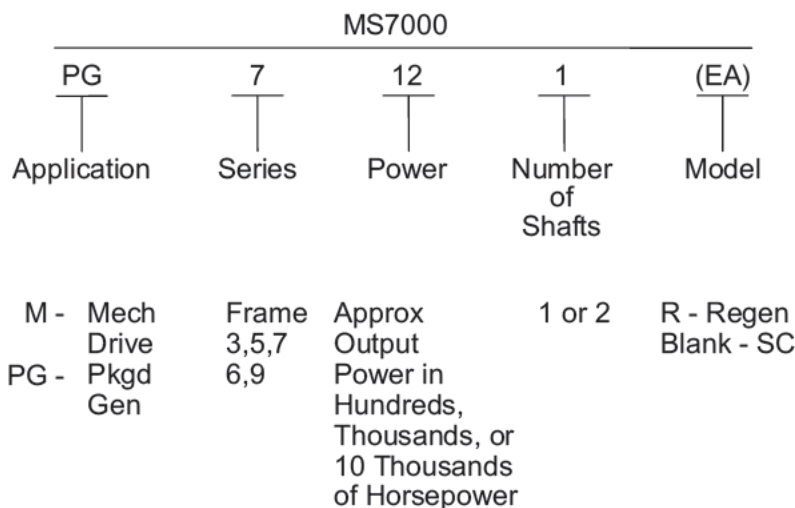 MS7000
PG 7 12 1 (EA)
Application Series Power Number of Shafts Model
M - Mech Drive
PG - Pkgd Gen
Frame 3,5,7 6,9
Approx Output Power in Hundreds, Thousands, or 10 Thousands of Horsepower
1 or 2
R - Regen
Blank - SC